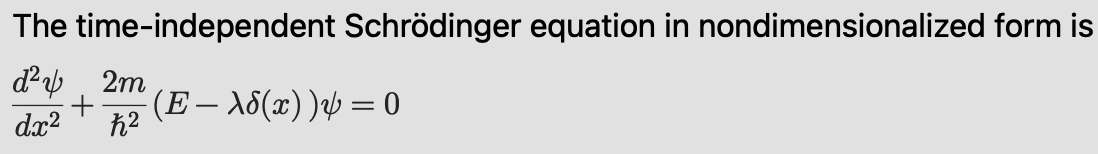 The time-independent Schrödinger equation in nondimensionalized form is
d²ψ/dx² + 2m/ħ² (E − λδ(x))ψ = 0